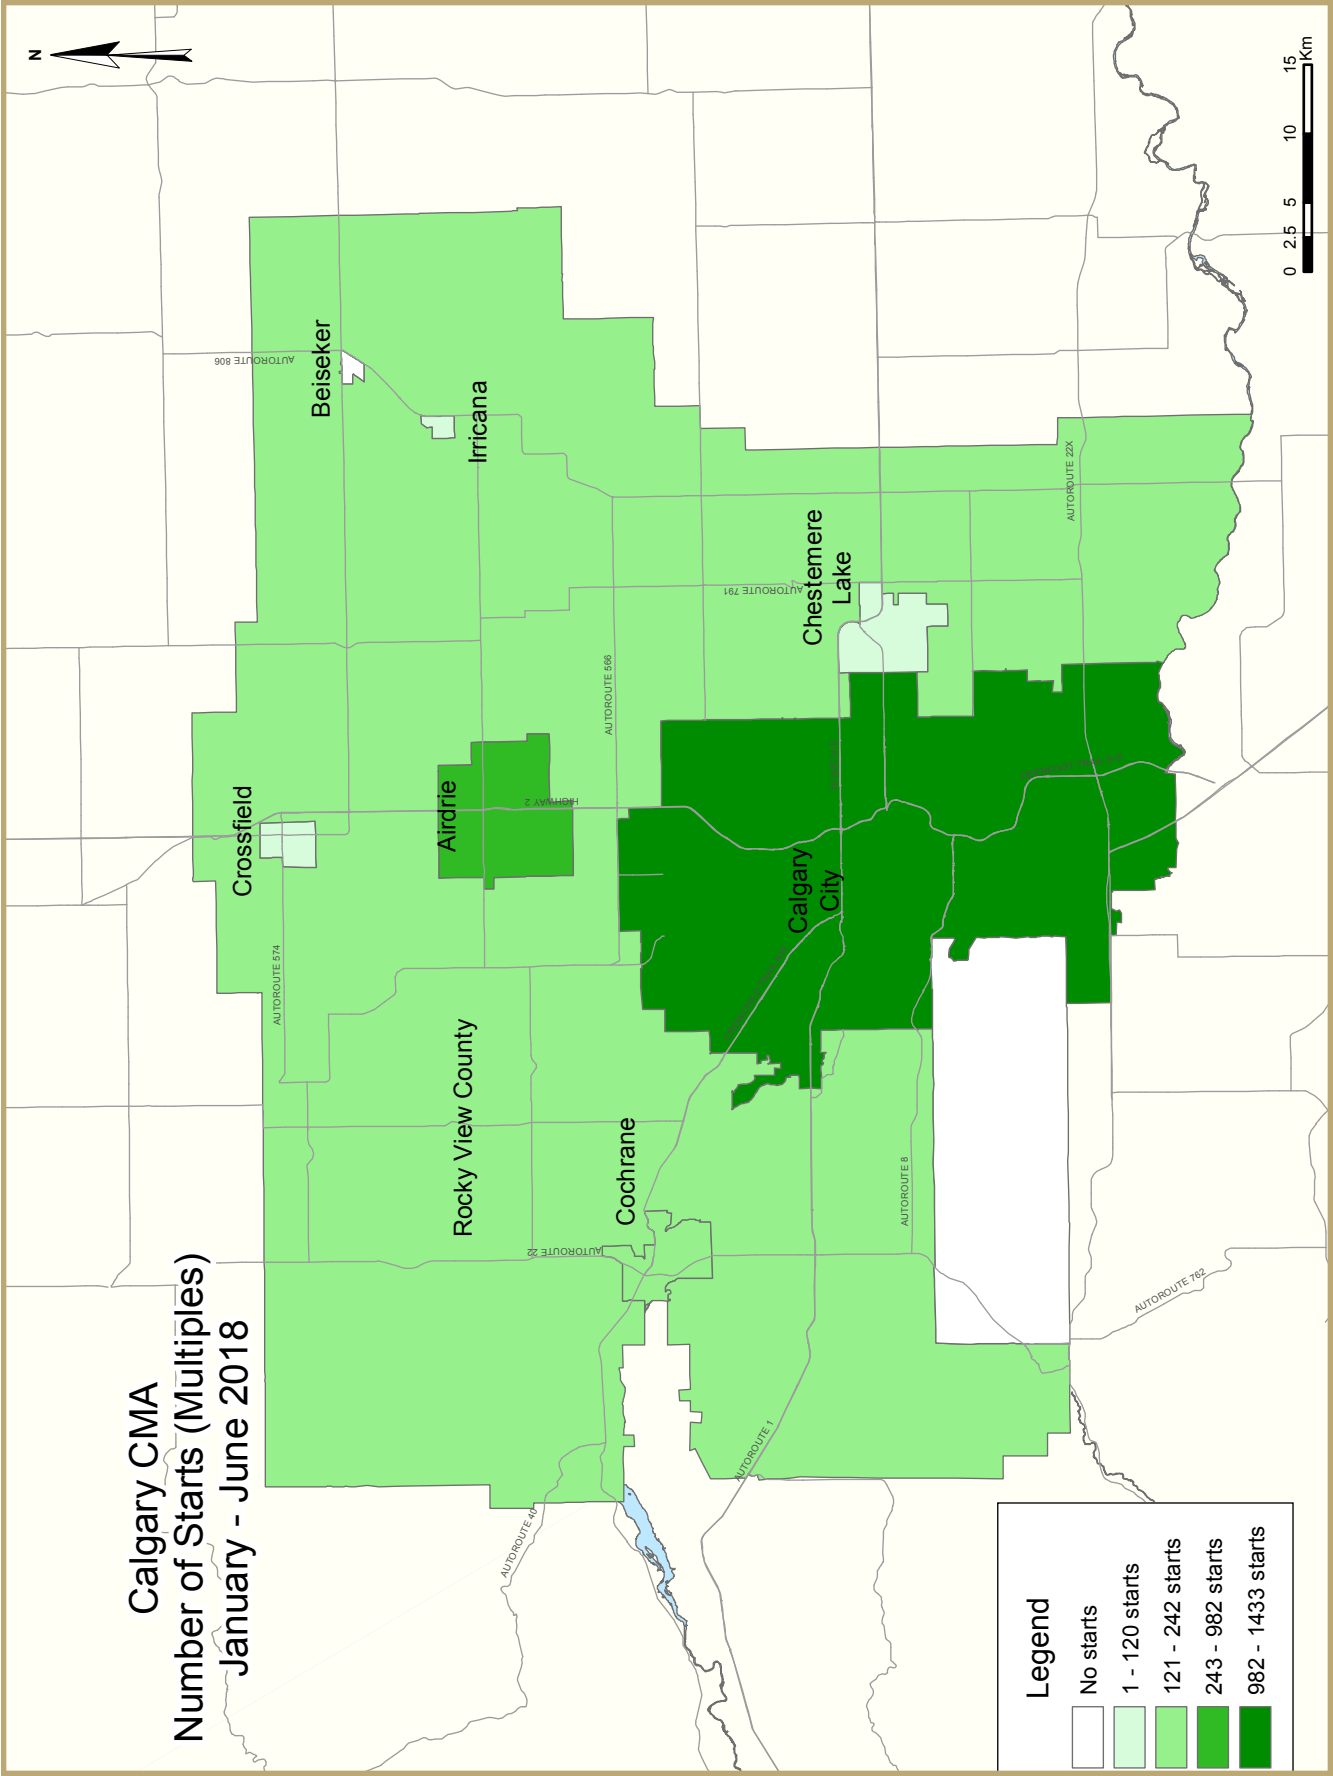 Calgary CMA
Number of Starts (Multiples)
January - June 2018
N
Crossfield
Beiseker
Irricana
Airdrie
Rocky View County
Cochrane
Calgary
City
Chestemere
Lake
AUTOROUTE 806
AUTOROUTE 574
AUTOROUTE 566
HIGHWAY 2
AUTOROUTE 791
AUTOROUTE 22
AUTOROUTE 40
AUTOROUTE 1
AUTOROUTE 8
AUTOROUTE 22X
AUTOROUTE 762
Legend
No starts
1 - 120 starts
121 - 242 starts
243 - 982 starts
982 - 1433 starts
0 2.5 5 10 15
Km